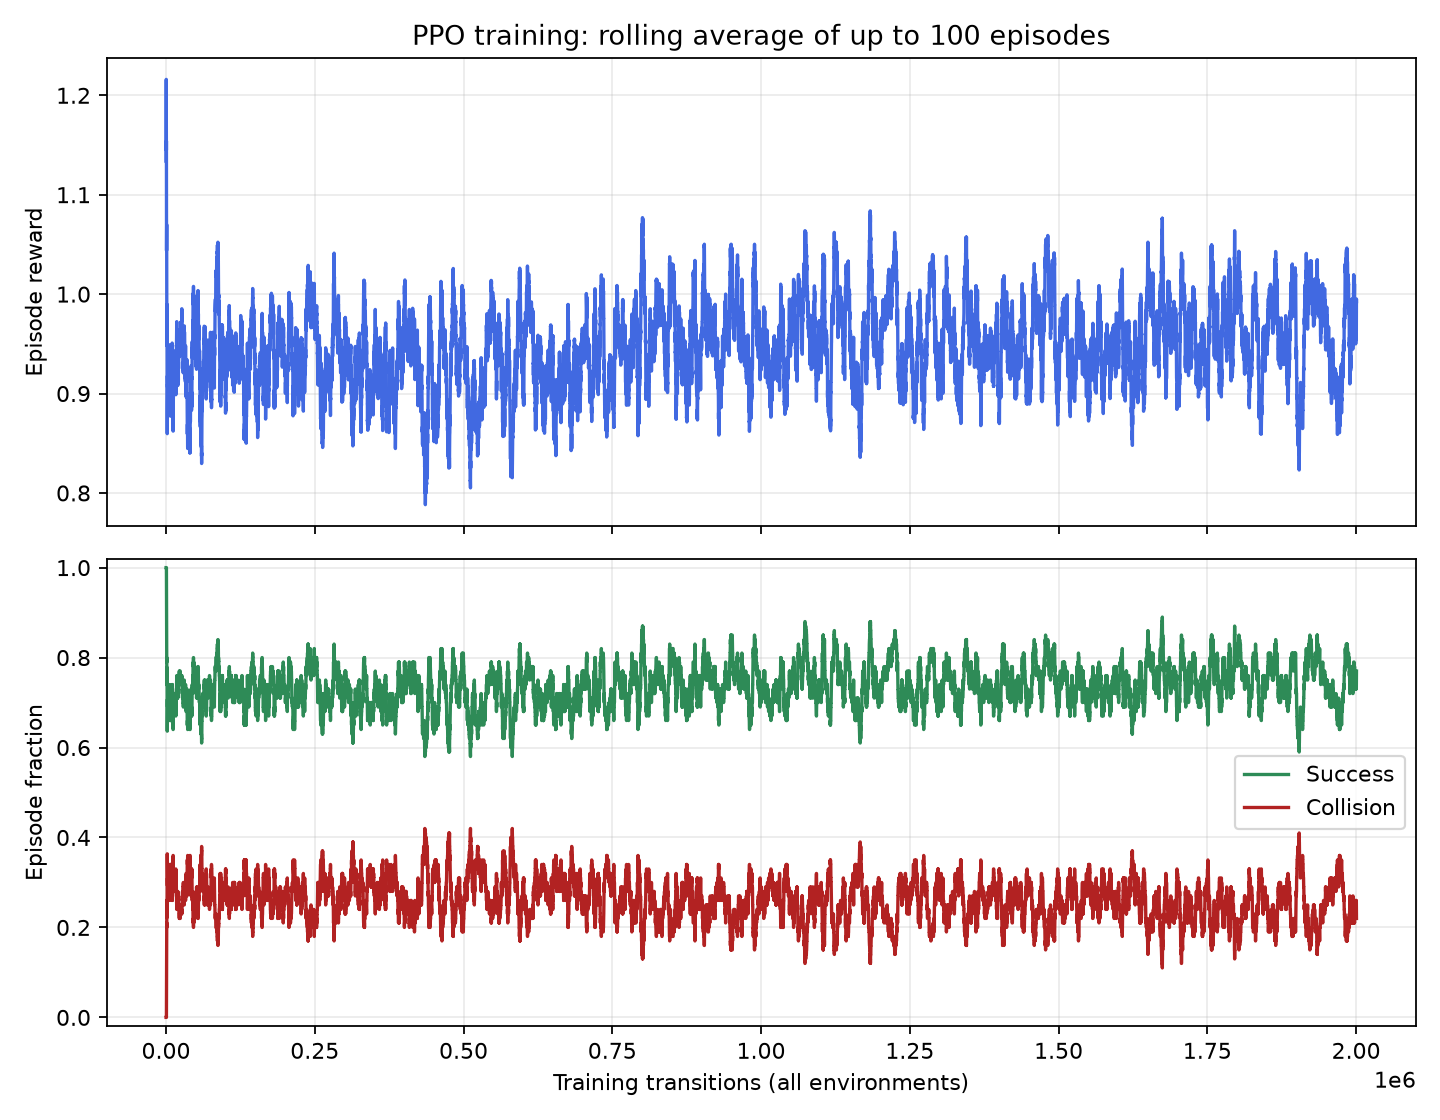 PPO training: rolling average of up to 100 episodes
1.2
1.1
1.0
0.9
0.8
Episode reward
1.0
0.8
0.6
0.4
0.2
0.0
Episode fraction
Success
Collision
0.00 0.25 0.50 0.75 1.00 1.25 1.50 1.75 2.00
1e6
Training transitions (all environments)